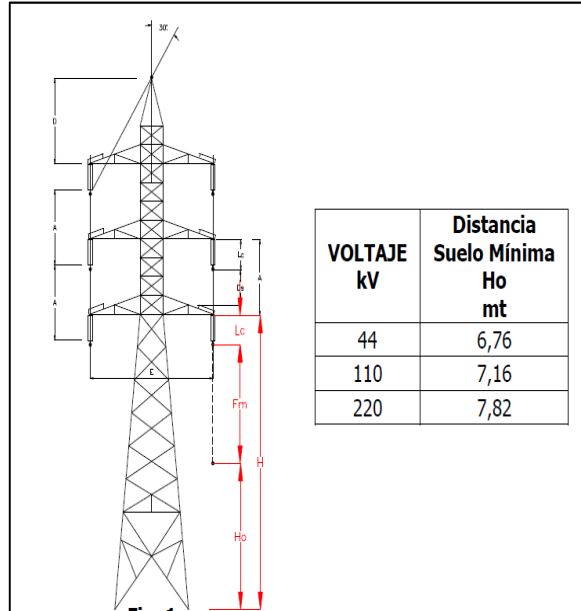 30°
D
A
A
Lc
A
Ds
Lc
E
Fm
H
Ho
VOLTAJE
kV
Distancia
Suelo Mínima
Ho
mt
44 6,76
110 7,16
220 7,82